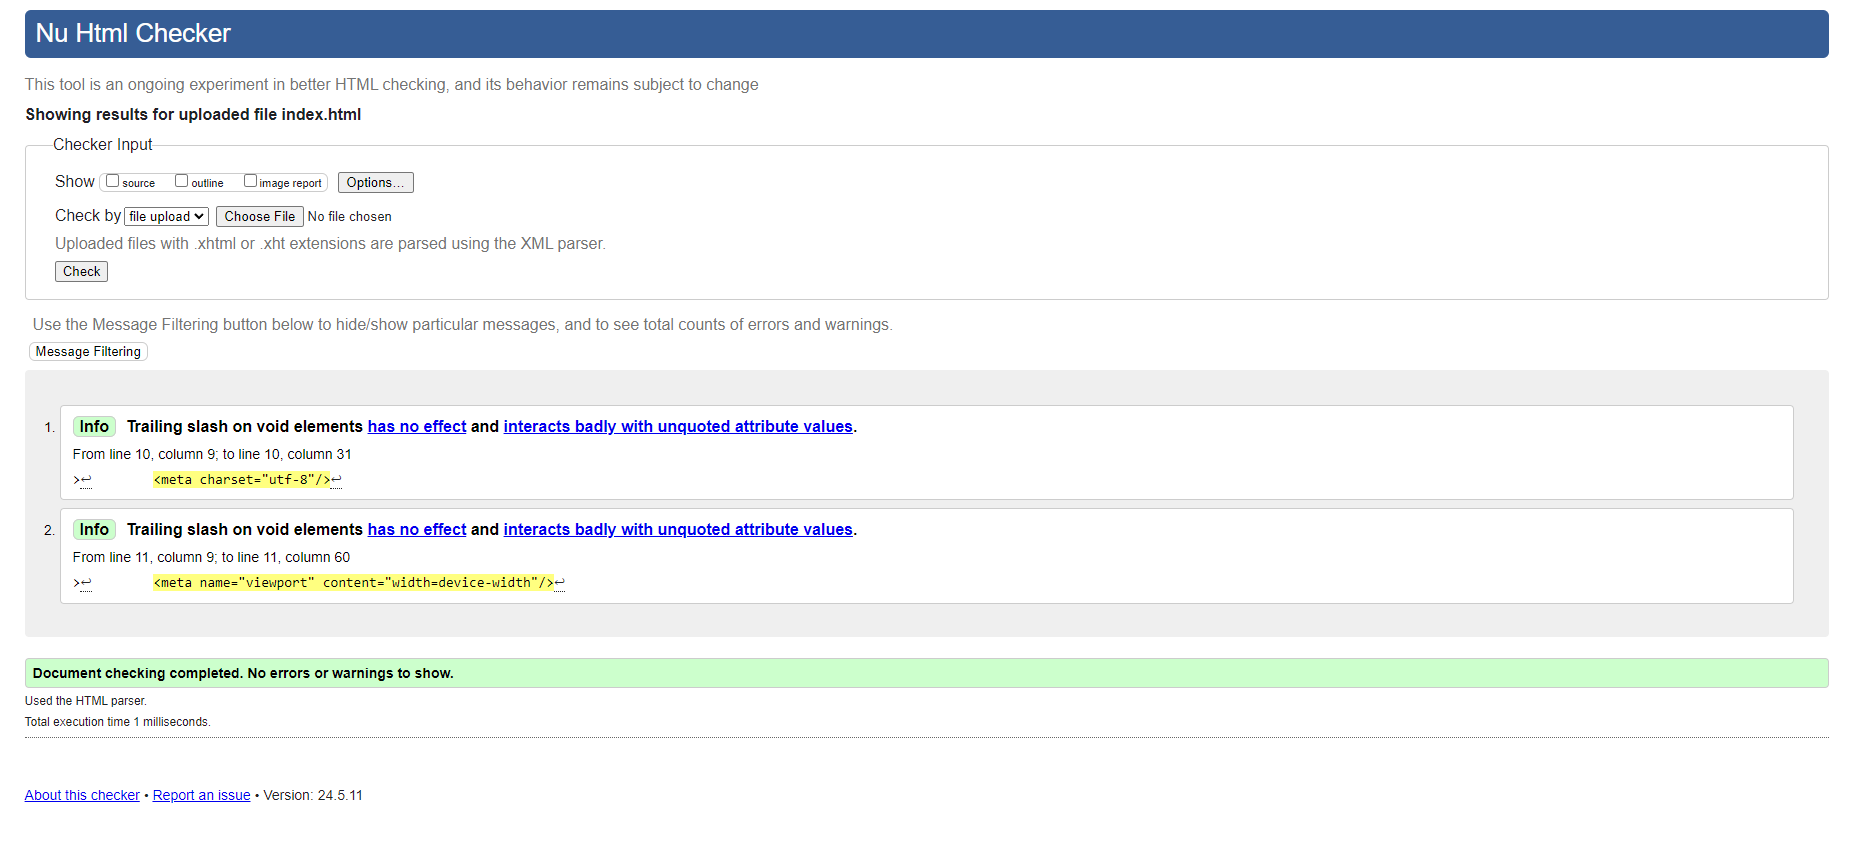 Nu Html Checker
This tool is an ongoing experiment in better HTML checking, and its behavior remains subject to change
Showing results for uploaded file index.html
Checker Input
Show source outline image report Options...
Check by file upload Choose File No file chosen
Uploaded files with .xhtml or .xht extensions are parsed using the XML parser.
Check
Use the Message Filtering button below to hide/show particular messages, and to see total counts of errors and warnings.
Message Filtering
1. Info Trailing slash on void elements has no effect and interacts badly with unquoted attribute values.
From line 10, column 9; to line 10, column 31
>↩ <meta charset="utf-8"/>↩
2. Info Trailing slash on void elements has no effect and interacts badly with unquoted attribute values.
From line 11, column 9; to line 11, column 60
>↩ <meta name="viewport" content="width=device-width"/>↩
Document checking completed. No errors or warnings to show.
Used the HTML parser.
Total execution time 1 milliseconds.
About this checker • Report an issue • Version: 24.5.11